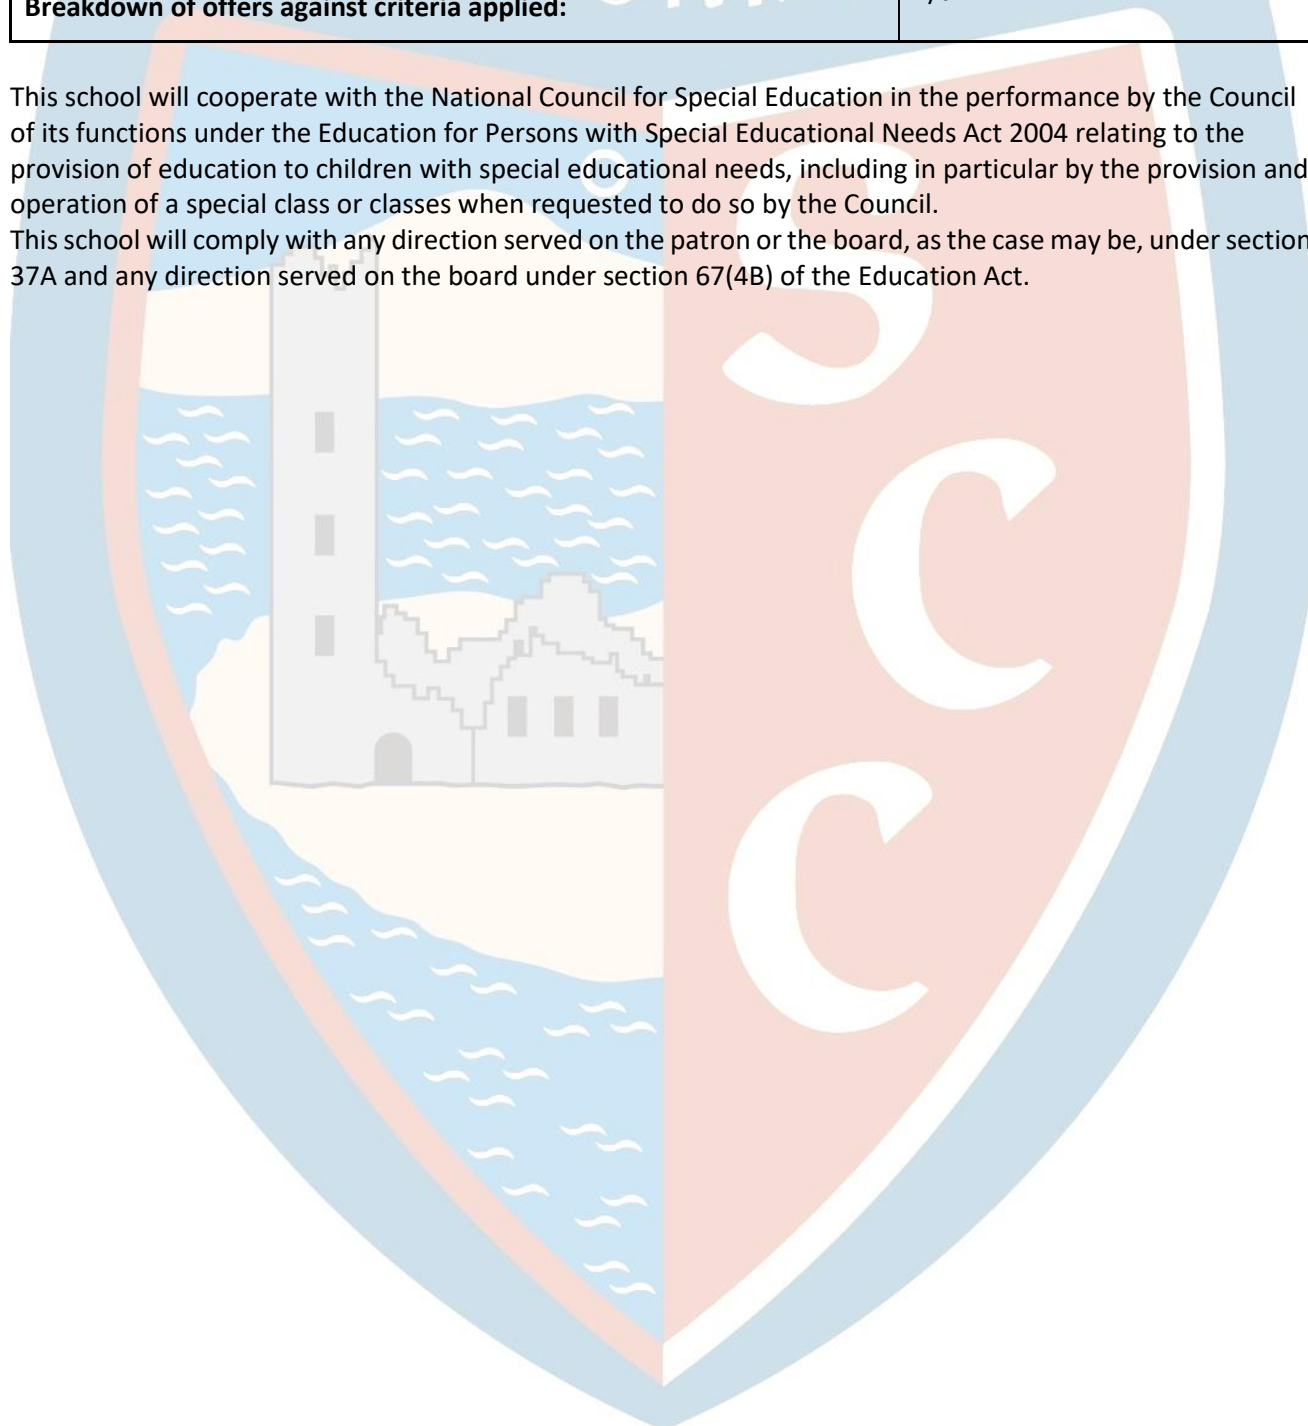 Breakdown of offers against criteria applied:
This school will cooperate with the National Council for Special Education in the performance by the Council
of its functions under the Education for Persons with Special Educational Needs Act 2004 relating to the
provision of education to children with special educational needs, including in particular by the provision and
operation of a special class or classes when requested to do so by the Council.
This school will comply with any direction served on the patron or the board, as the case may be, under section
37A and any direction served on the board under section 67(4B) of the Education Act.
S
C
C